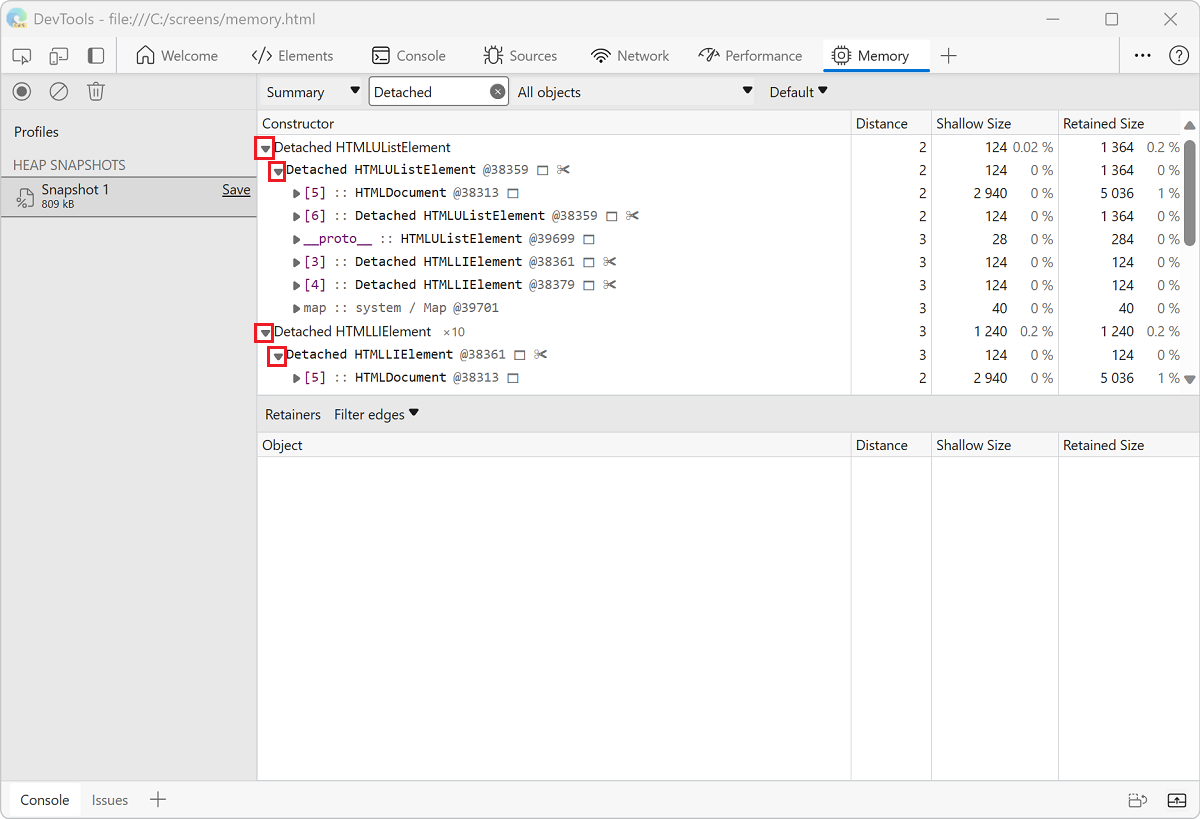 DevTools - file:///C:/screens/memory.html
Welcome Elements Console Sources Network Performance Memory
Summary Detached All objects Default
Profiles
HEAP SNAPSHOTS
Snapshot 1 Save
809 kB
Constructor Distance Shallow Size Retained Size
Detached HTMLUListElement 2 124 0.02 % 1 364 0.2 %
Detached HTMLUListElement @38359 2 124 0 % 1 364 0 %
[5] :: HTMLDocument @38313 2 2 940 0 % 5 036 1 %
[6] :: Detached HTMLUListElement @38359 2 124 0 % 1 364 0 %
__proto__ :: HTMLUListElement @39699 3 28 0 % 284 0 %
[3] :: Detached HTMLLIElement @38361 3 124 0 % 124 0 %
[4] :: Detached HTMLLIElement @38379 3 124 0 % 124 0 %
map :: system / Map @39701 3 40 0 % 40 0 %
Detached HTMLLIElement ×10 3 1 240 0.2 % 1 240 0.2 %
Detached HTMLLIElement @38361 3 124 0 % 124 0 %
[5] :: HTMLDocument @38313 2 2 940 0 % 5 036 1 %
Retainers Filter edges
Object Distance Shallow Size Retained Size
Console Issues